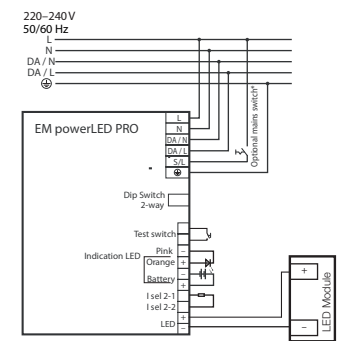 220–240 V
50/60 Hz
L
N
DA / N
DA / L
Optional mains switch*
EM powerLED PRO
L
N
DA / N
DA / L
S/L
Dip Switch
2-way
Test switch
Indication LED
Pink –
Orange +
Battery –
+
I sel 2-1
I sel 2-2
LED +
–
+
–
LED Module